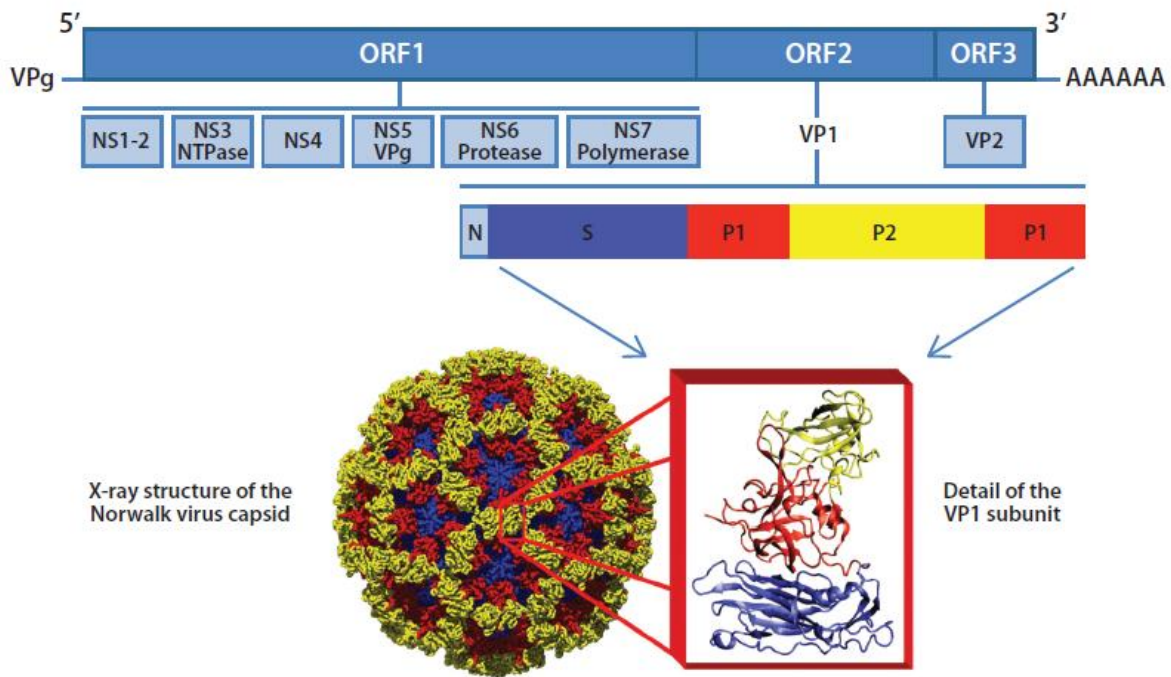 5’
3’
ORF1
ORF2
ORF3
VPg
AAAAAA
NS1-2
NS3
NTPase
NS4
NS5
VPg
NS6
Protease
NS7
Polymerase
VP1
VP2
N
S
P1
P2
P1
X-ray structure of the
Norwalk virus capsid
Detail of the
VP1 subunit